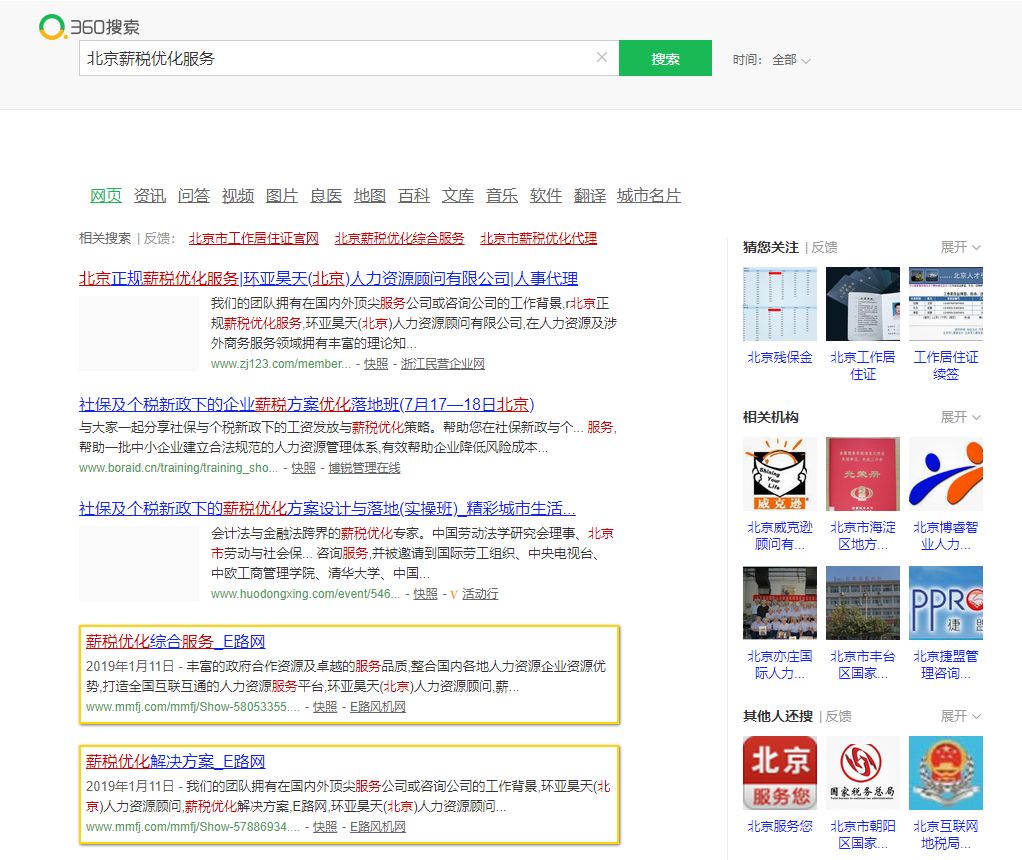 360搜索
北京薪税优化服务
搜索
时间： 全部
网页 资讯 问答 视频 图片 良医 地图 百科 文库 音乐 软件 翻译 城市名片
相关搜索 | 反馈： 北京市工作居住证官网 北京薪税优化综合服务 北京市薪税优化代理
北京正规薪税优化服务|环亚昊天(北京)人力资源顾问有限公司|人事代理
我们的团队拥有在国内外顶尖服务公司或咨询公司的工作背景,r北京正
规薪税优化服务,环亚昊天(北京)人力资源顾问有限公司,在人力资源及涉
外商务服务领域拥有丰富的理论知...
www.zj123.com/member... - 快照 - 浙江民营企业网
社保及个税新政下的企业薪税方案优化落地班(7月17—18日北京)
与大家一起分享社保与个税新政下的工资发放与薪税优化策略。帮助您在社保新政与个... 服务,
帮助一批中小企业建立合法规范的人力资源管理体系,有效帮助企业降低风险成本...
www.boraid.cn/training/training_sho... - 快照 - 博锐管理在线
社保及个税新政下的薪税优化方案设计与落地(实操班)_精彩城市生活...
会计法与金融法跨界的薪税优化专家。中国劳动法学研究会理事、北京
市劳动与社会保... 咨询服务,并被邀请到国际劳工组织、中央电视台、
中欧工商管理学院、清华大学、中国...
www.huodongxing.com/event/546... - 快照 - V 活动行
薪税优化综合服务_E路网
2019年1月11日 - 丰富的政府合作资源及卓越的服务品质,整合国内各地人力资源企业资源优
势,打造全国互联互通的人力资源服务平台,环亚昊天(北京)人力资源顾问,薪...
www.mmfj.com/mmfj/Show-58053355.... - 快照 - E路风机网
薪税优化解决方案_E路网
2019年1月11日 - 我们的团队拥有在国内外顶尖服务公司或咨询公司的工作背景,环亚昊天(北
京)人力资源顾问,薪税优化解决方案,E路网,环亚昊天(北京)人力资源顾问...
www.mmfj.com/mmfj/Show-57886934.... - 快照 - E路风机网
猜您关注 | 反馈 展开
北京人才
北京残保金 北京工作居
住证 工作居住证
续签
相关机构 展开
Shining
Your
Life
威克逊
光荣册
北京威克逊
顾问有... 北京市海淀
区地方... 北京博睿智
业人力...
PPRO
捷盟
北京亦庄国
际人力... 北京市丰台
区国家... 北京捷盟管
理咨询...
其他人还搜 | 反馈 展开
北京
服务您
国家税务总局
北京服务您 北京市朝阳
区国家... 北京互联网
地税局...